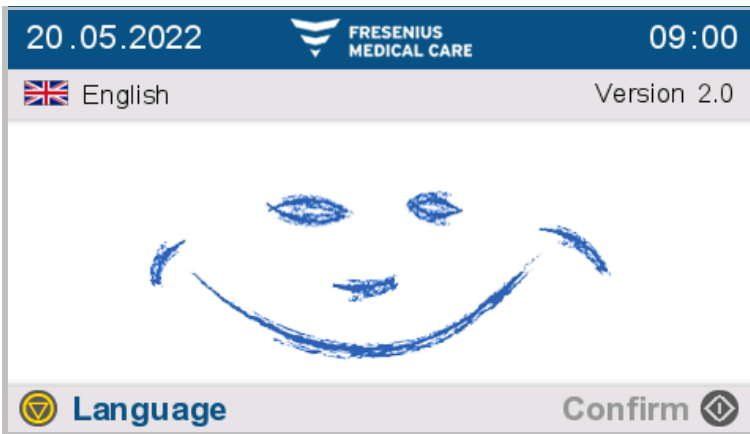 20.05.2022
FRESENIUS
MEDICAL CARE
09:00
English
Version 2.0
Language
Confirm